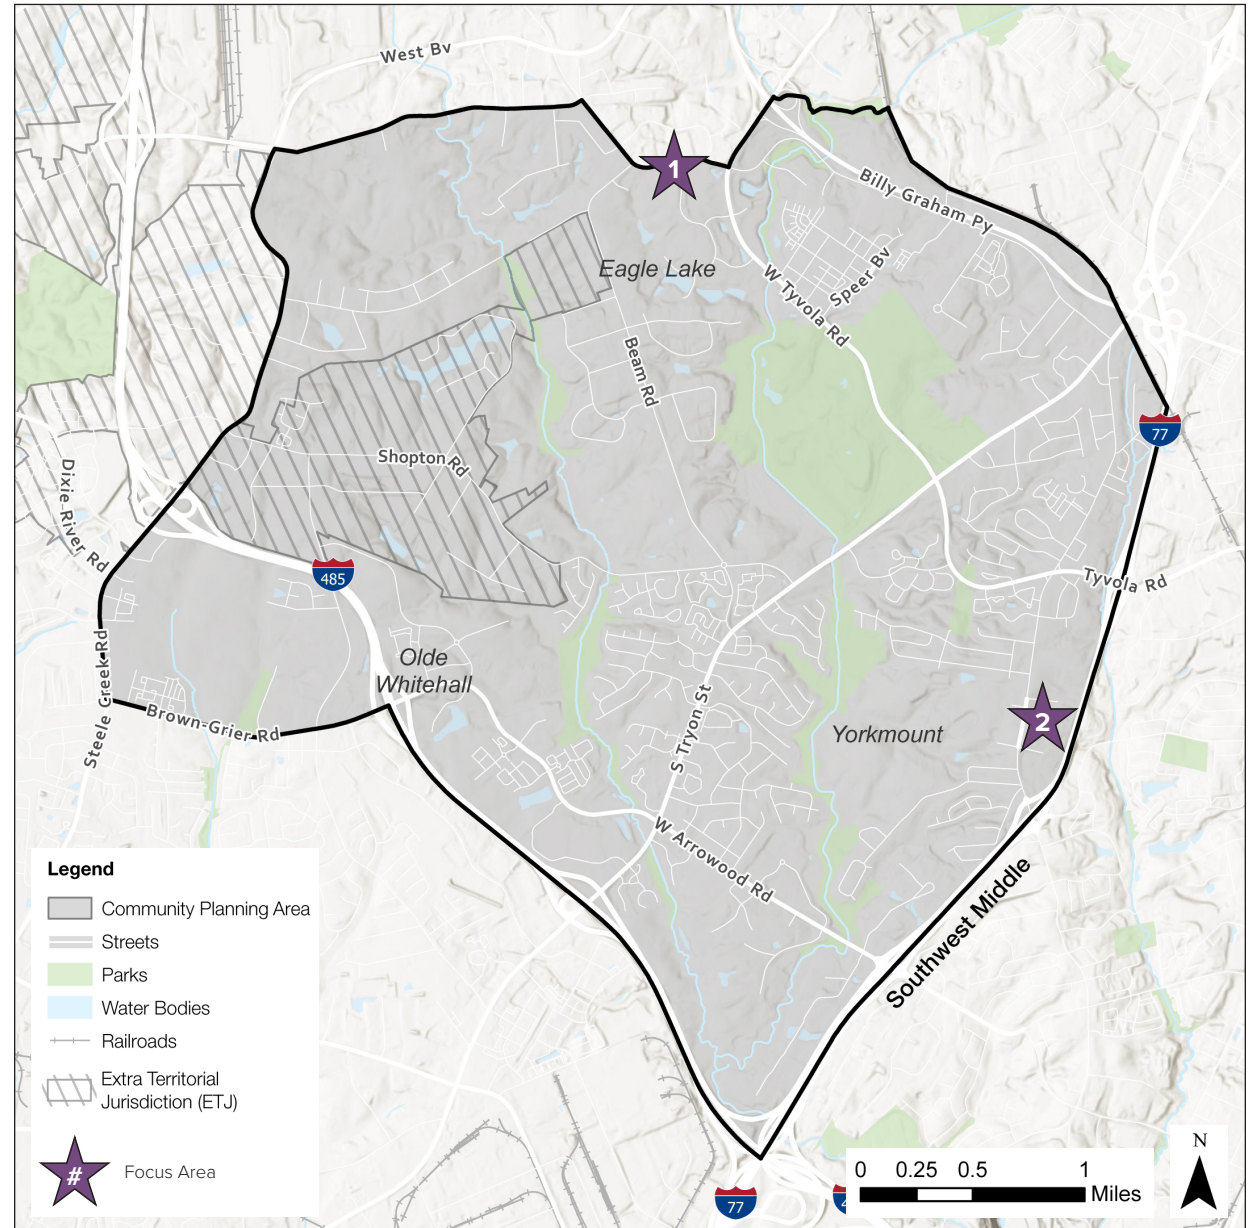 West Bv
1
Billy Graham Py
Eagle Lake
W Tyvola Rd
Speer Bv
Beam Rd
77
Shopton Rd
Dixie River Rd
485
Tyvola Rd
Steele Creek Rd
Olde
Whitehall
Brown-Grier Rd
S Tryon St
Yorkmount
2
W Arrowood Rd
Southwest Middle
Legend
Community Planning Area
Streets
Parks
Water Bodies
Railroads
Extra Territorial
Jurisdiction (ETJ)
#
Focus Area
77
0 0.25 0.5 1
Miles
N